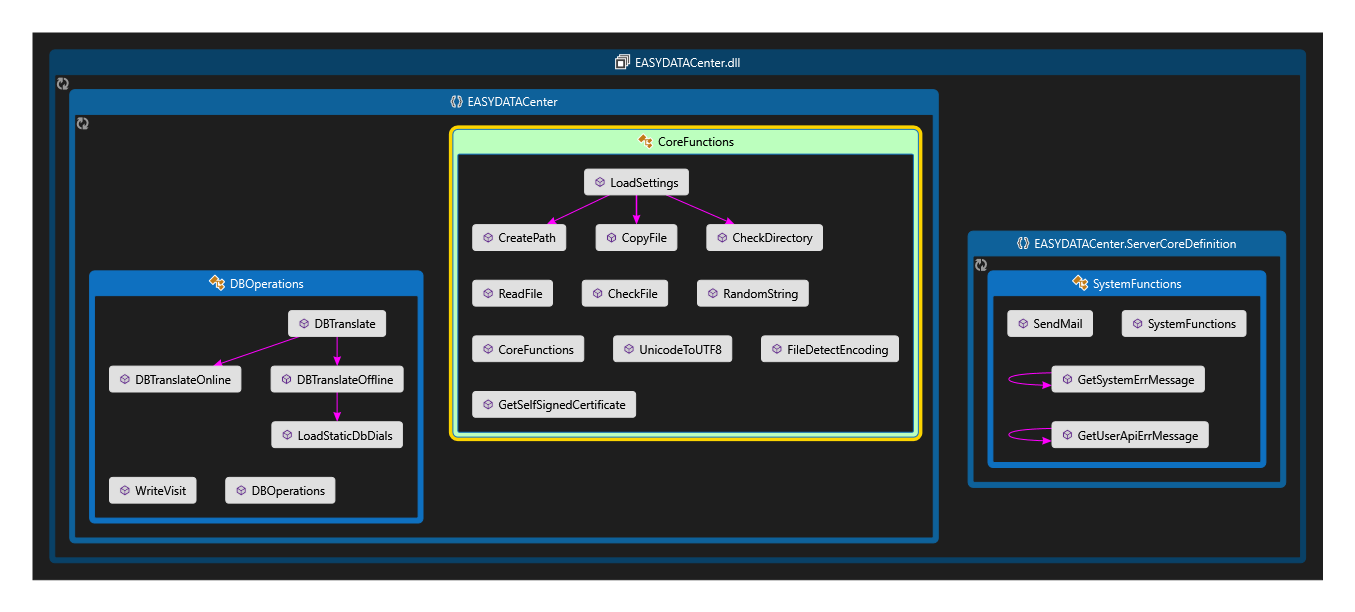 EASYDATACenter.dll
EASYDATACenter
CoreFunctions
LoadSettings
CreatePath
CopyFile
CheckDirectory
ReadFile
CheckFile
RandomString
CoreFunctions
UnicodeToUTF8
FileDetectEncoding
GetSelfSignedCertificate
DBOperations
DBTranslate
DBTranslateOnline
DBTranslateOffline
LoadStaticDbDials
WriteVisit
DBOperations
EASYDATACenter.ServerCoreDefinition
SystemFunctions
SendMail
SystemFunctions
GetSystemErrMessage
GetUserApiErrMessage